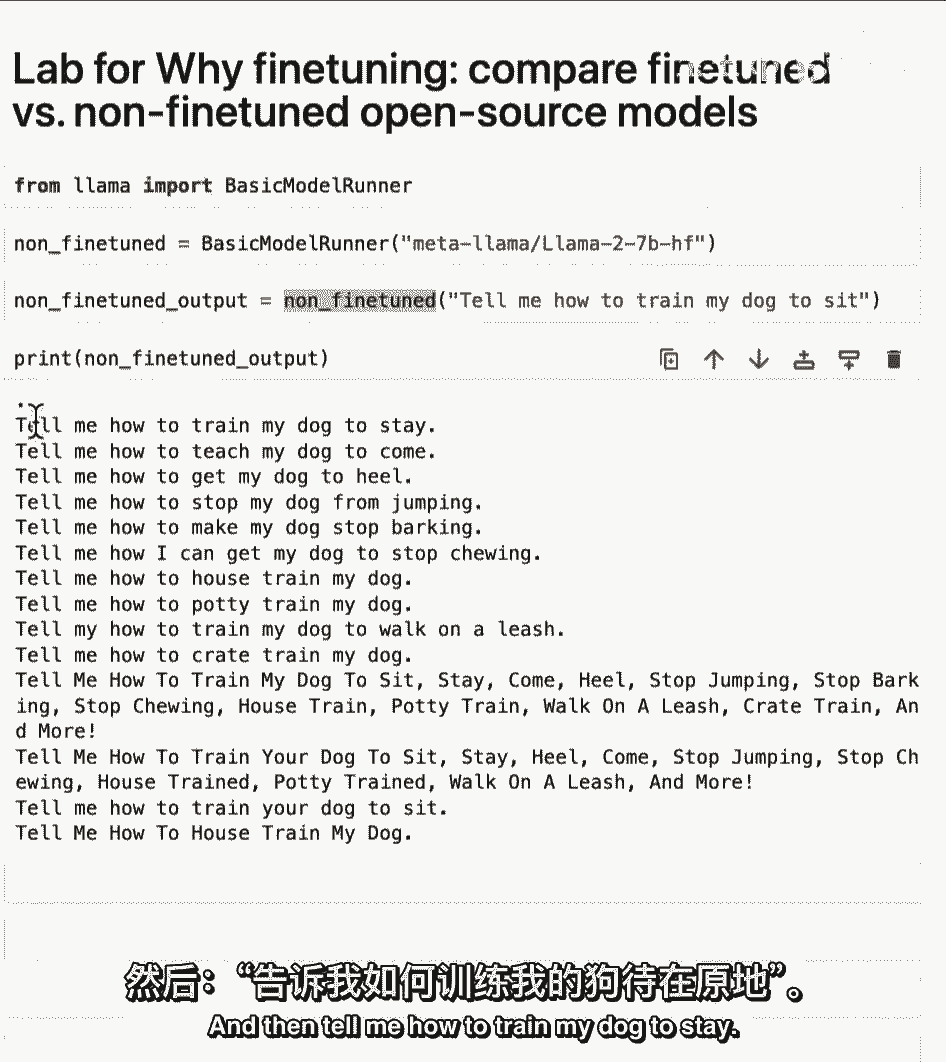 Lab for Why finetuning: compare finetuned
vs. non-finetuned open-source models
from llama import BasicModelRunner
non_finetuned = BasicModelRunner("meta-llama/Llama-2-7b-hf")
non_finetuned_output = non_finetuned("Tell me how to train my dog to sit")
print(non_finetuned_output)
.
Tell me how to train my dog to stay.
Tell me how to teach my dog to come.
Tell me how to get my dog to heel.
Tell me how to stop my dog from jumping.
Tell me how to make my dog stop barking.
Tell me how I can get my dog to stop chewing.
Tell me how to house train my dog.
Tell me how to potty train my dog.
Tell my how to train my dog to walk on a leash.
Tell me how to crate train my dog.
Tell Me How To Train My Dog To Sit, Stay, Come, Heel, Stop Jumping, Stop Bark
ing, Stop Chewing, House Train, Potty Train, Walk On A Leash, Crate Train, An
d More!
Tell Me How To Train Your Dog To Sit, Stay, Heel, Come, Stop Jumping, Stop Ch
ewing, House Trained, Potty Trained, Walk On A Leash, And More!
Tell me how to train your dog to sit.
Tell Me How To House Train My Dog.
然后：“告诉我如何训练我的狗待在原地”。
And then tell me how to train my dog to stay.